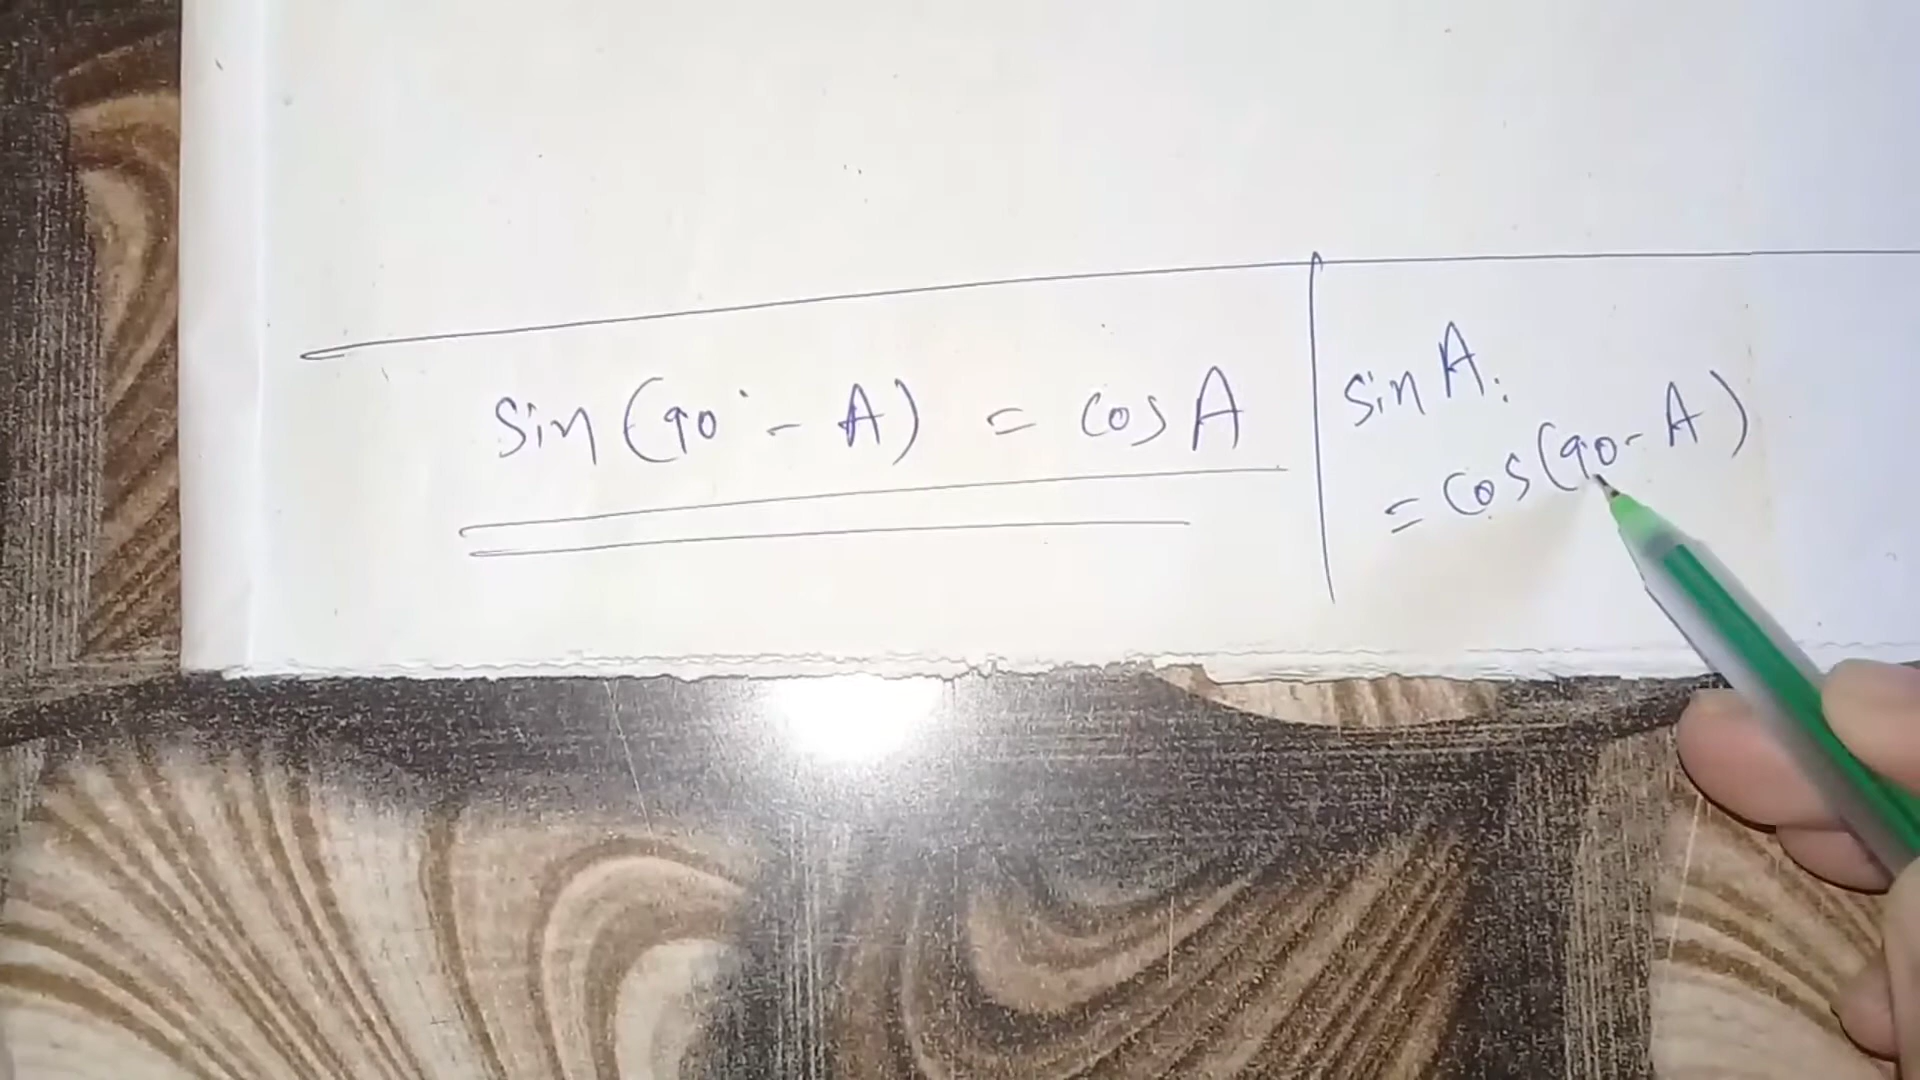 sin (90° - A) = cos A
sin A.
= cos (90 - A)